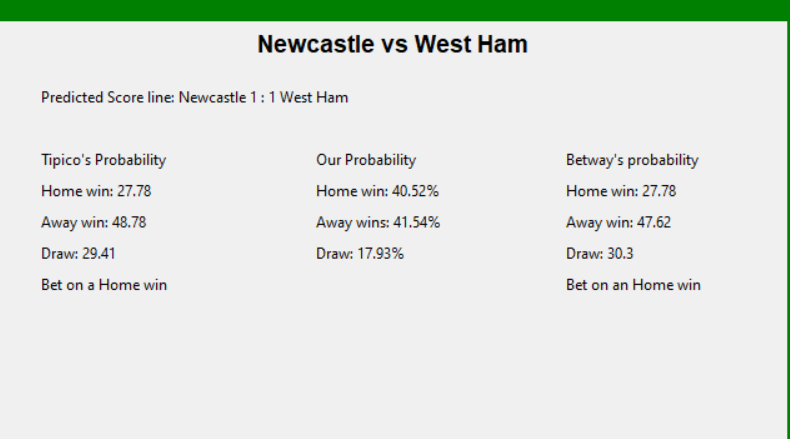 Newcastle vs West Ham
Predicted Score line: Newcastle 1 : 1 West Ham
Tipico's Probability
Home win: 27.78
Away win: 48.78
Draw: 29.41
Bet on a Home win
Our Probability
Home win: 40.52%
Away wins: 41.54%
Draw: 17.93%
Betway's probability
Home win: 27.78
Away win: 47.62
Draw: 30.3
Bet on an Home win